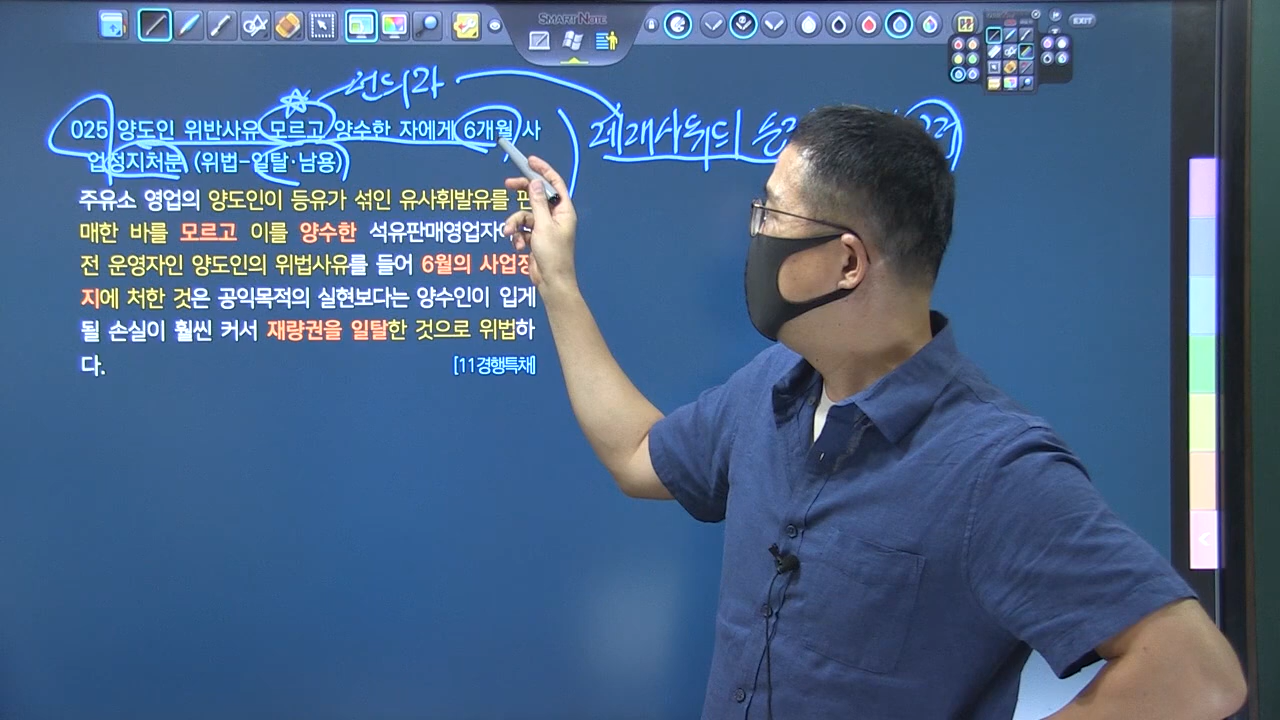 SMART NOTE
EXIT
언더라
025 양도인 위반사유 모르고 양수한 자에게 6개월 사
업정지처분 (위법-일탈·남용)
제재사유의
주유소 영업의 양도인이 등유가 섞인 유사휘발유를 판
매한 바를 모르고 이를 양수한 석유판매영업자에
전 운영자인 양도인의 위법사유를 들어 6월의 사업정
지에 처한 것은 공익목적의 실현보다는 양수인이 입게
될 손실이 훨씬 커서 재량권을 일탈한 것으로 위법하
다.
[11경행특채]